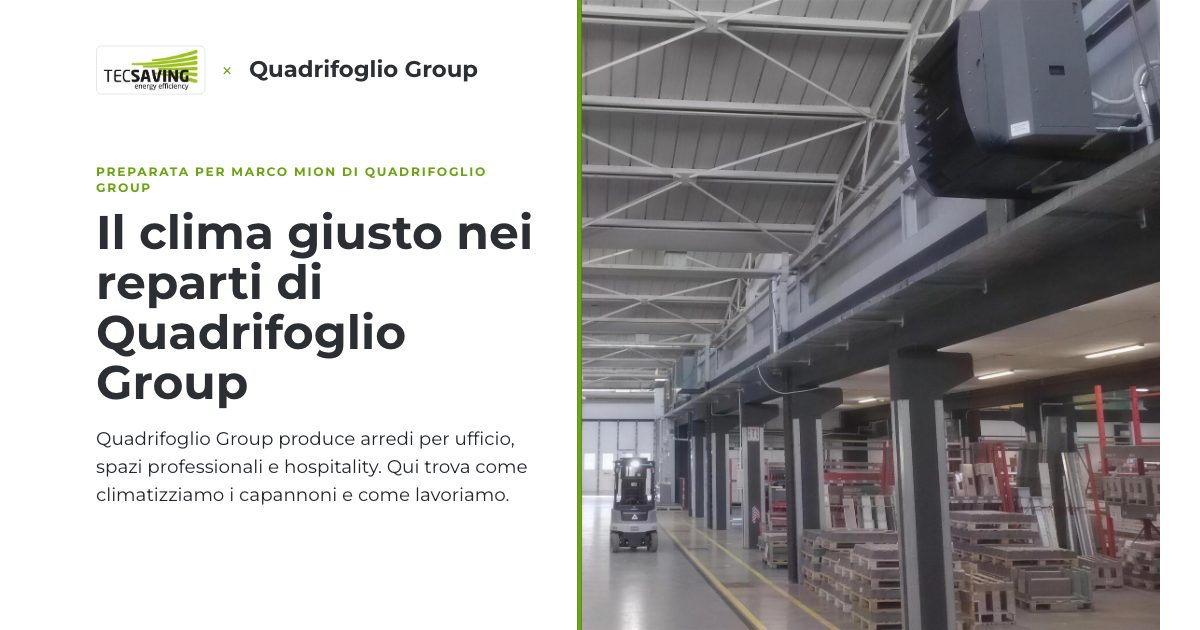 TECSAVING
energy efficiency
× Quadrifoglio Group
PREPARATA PER MARCO MION DI QUADRIFOGLIO
GROUP
Il clima giusto nei
reparti di
Quadrifoglio
Group
Quadrifoglio Group produce arredi per ufficio,
spazi professionali e hospitality. Qui trova come
climatizziamo i capannoni e come lavoriamo.